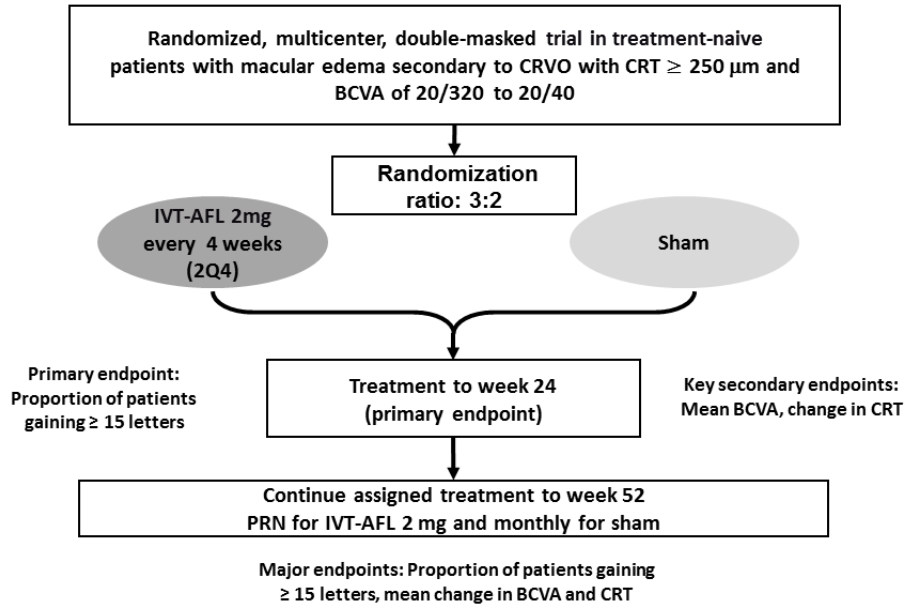 Randomized, multicenter, double-masked trial in treatment-naive
patients with macular edema secondary to CRVO with CRT ≥ 250 μm and
BCVA of 20/320 to 20/40
Randomization
ratio: 3:2
IVT-AFL 2mg
every 4 weeks
(2Q4)
Sham
Primary endpoint:
Proportion of patients
gaining ≥ 15 letters
Treatment to week 24
(primary endpoint)
Key secondary endpoints:
Mean BCVA, change in CRT
Continue assigned treatment to week 52
PRN for IVT-AFL 2 mg and monthly for sham
Major endpoints: Proportion of patients gaining
≥ 15 letters, mean change in BCVA and CRT